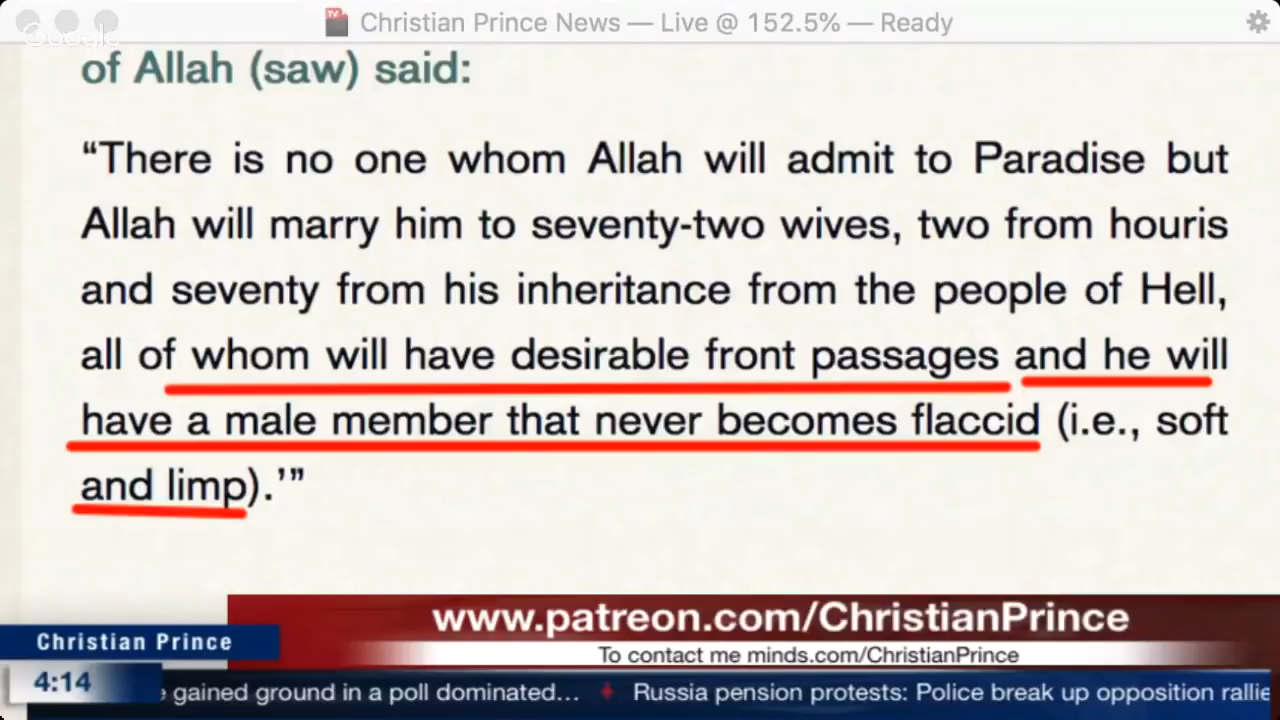 Christian Prince News — Live @ 152.5% — Ready
Google
of Allah (saw) said:
“There is no one whom Allah will admit to Paradise but
Allah will marry him to seventy-two wives, two from houris
and seventy from his inheritance from the people of Hell,
all of whom will have desirable front passages and he will
have a male member that never becomes flaccid (i.e., soft
and limp).’”
www.patreon.com/ChristianPrince
Christian Prince
To contact me minds.com/ChristianPrince
4:14
gained ground in a poll dominated... Russia pension protests: Police break up opposition rallie